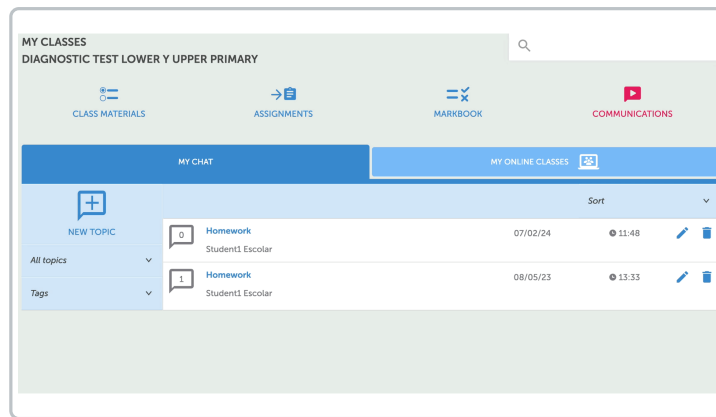 MY CLASSES
DIAGNOSTIC TEST LOWER Y UPPER PRIMARY
CLASS MATERIALS
ASSIGNMENTS
MARKBOOK
COMMUNICATIONS
MY CHAT
MY ONLINE CLASSES
Sort
NEW TOPIC
All topics
Tags
0 Homework 07/02/24 11:48
Student1 Escolar
1 Homework 08/05/23 13:33
Student1 Escolar